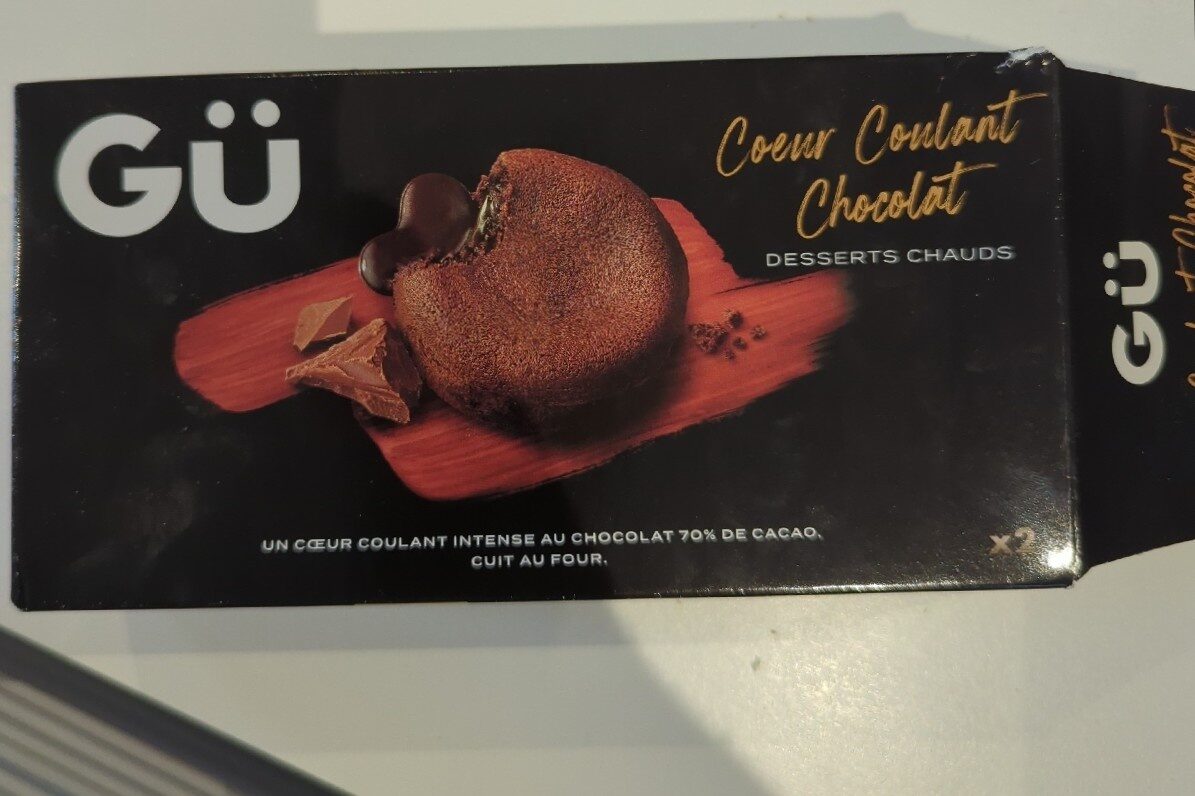 Gü
Coeur Coulant
Chocolat
DESSERTS CHAUDS
UN CŒUR COULANT INTENSE AU CHOCOLAT 70% DE CACAO.
CUIT AU FOUR.
x2
Gü
Chocolat